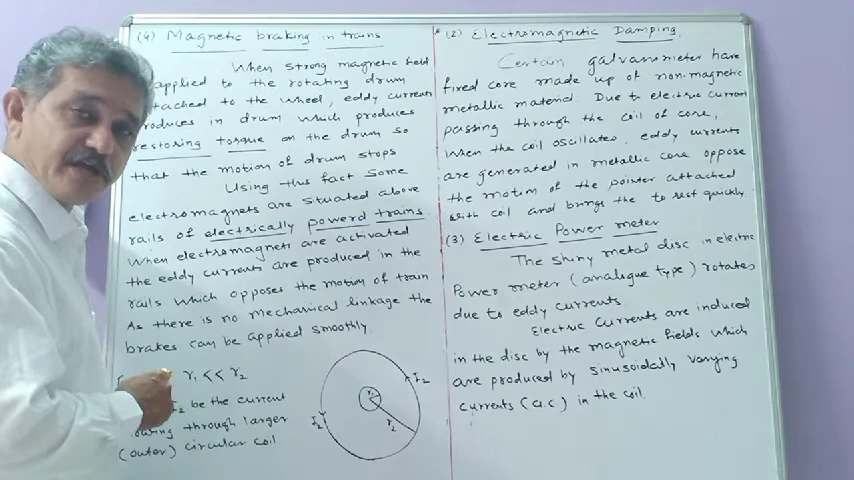 (4) Magnetic braking in trains
When strong magnetic field
applied to the rotating drum
ttached to the wheel, eddy currents
produces in drum which produces
restoring torque on the drum so
that the motion of drum stops
Using this fact some
electromagnets are situated above
rails of electrically powerd trains
When electromagnets are activated
the eddy currents are produced in the
rails which opposes the motion of train
As there is no mechanical linkage the
brakes can be applied smoothly.
r₁ << r₂
I₂ be the current
lowing through larger
(outer) circular coil
r₁
r₂
I₂
I₂
(2) Electromagnetic Damping
Certain galvanometer have
fixed core made up of nonmagnetic
metallic material. Due to electric current
passing through the coil of core,
When the coil oscillates, eddy currents
are generated in metallic core oppose
the motion of the pointer attached
with coil and brings the to rest quickly.
(3) Electric Power meter
The shiny metal disc in electric
Power meter (analogue type) rotates
due to eddy currents
Electric currents are induced
in the disc by the magnetic fields which
are produced by sinusoidally varying
currents (a.c) in the coil.